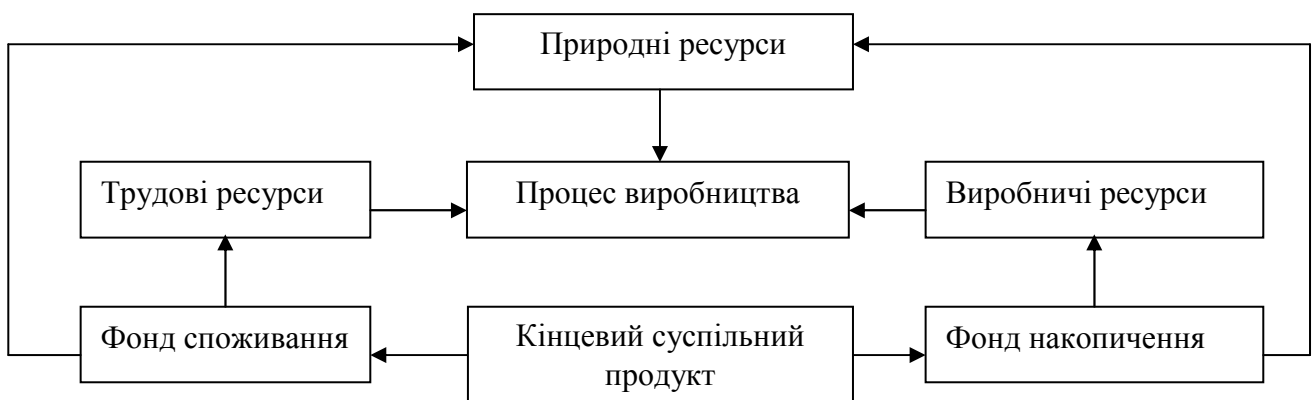 Природні ресурси
Трудові ресурси
Процес виробництва
Виробничі ресурси
Фонд споживання
Кінцевий суспільний
продукт
Фонд накопичення